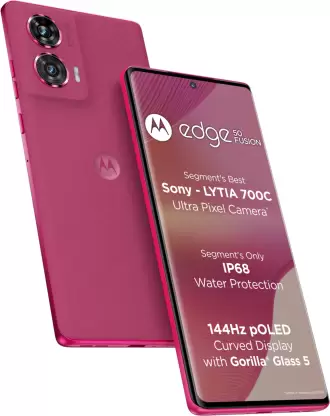 edge 50 FUSION
Segment's Best
Sony - LYTIA 700C
Ultra Pixel Camera*
Segment's Only
IP68
Water Protection
144Hz pOLED
Curved Display
with Gorilla® Glass 5